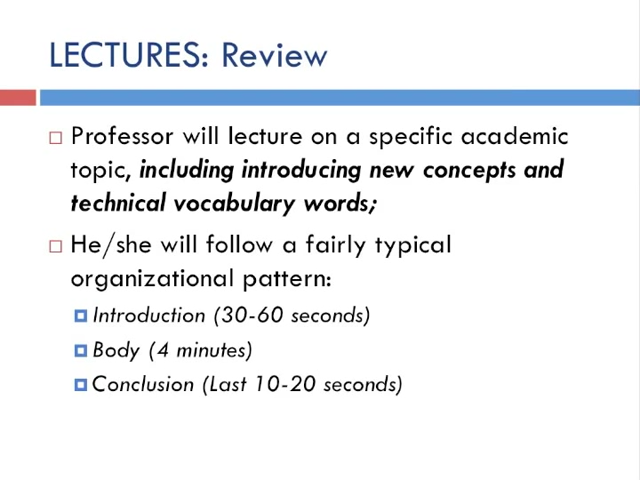 LECTURES: Review
Professor will lecture on a specific academic
topic, including introducing new concepts and
technical vocabulary words;
He/she will follow a fairly typical
organizational pattern:
Introduction (30-60 seconds)
Body (4 minutes)
Conclusion (Last 10-20 seconds)